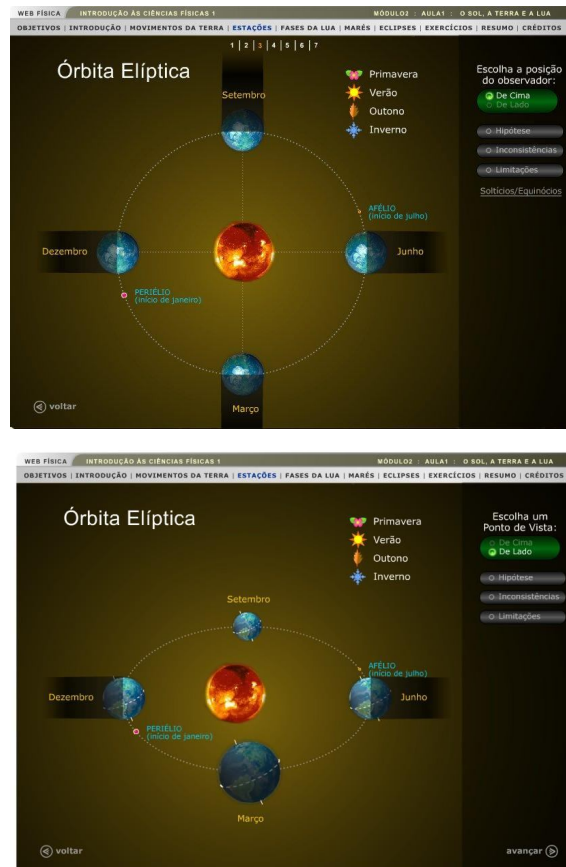 WEB FÍSICA INTRODUÇÃO ÀS CIÊNCIAS FÍSICAS 1 MÓDULO2 : AULA1 : O SOL, A TERRA E A LUA
OBJETIVOS | INTRODUÇÃO | MOVIMENTOS DA TERRA | ESTAÇÕES | FASES DA LUA | MARÉS | ECLIPSES | EXERCÍCIOS | RESUMO | CRÉDITOS
1 | 2 | 3 | 4 | 5 | 6 | 7
Órbita Elíptica
Primavera
Verão
Outono
Inverno
Escolha a posição
do observador:
De Cima
De Lado
Hipótese
Inconsistências
Limitações
Soltícios/Equinócios
Setembro
AFÉLIO
(início de julho)
Dezembro
Junho
PERIÉLIO
(início de janeiro)
Março
voltar
WEB FÍSICA INTRODUÇÃO ÀS CIÊNCIAS FÍSICAS 1 MÓDULO2 : AULA1 : O SOL, A TERRA E A LUA
OBJETIVOS | INTRODUÇÃO | MOVIMENTOS DA TERRA | ESTAÇÕES | FASES DA LUA | MARÉS | ECLIPSES | EXERCÍCIOS | RESUMO | CRÉDITOS
Órbita Elíptica
Primavera
Verão
Outono
Inverno
Escolha um
Ponto de Vista:
De Cima
De Lado
Hipótese
Inconsistências
Limitações
Setembro
AFÉLIO
(início de julho)
Dezembro
Junho
PERIÉLIO
(início de janeiro)
Março
voltar
avançar